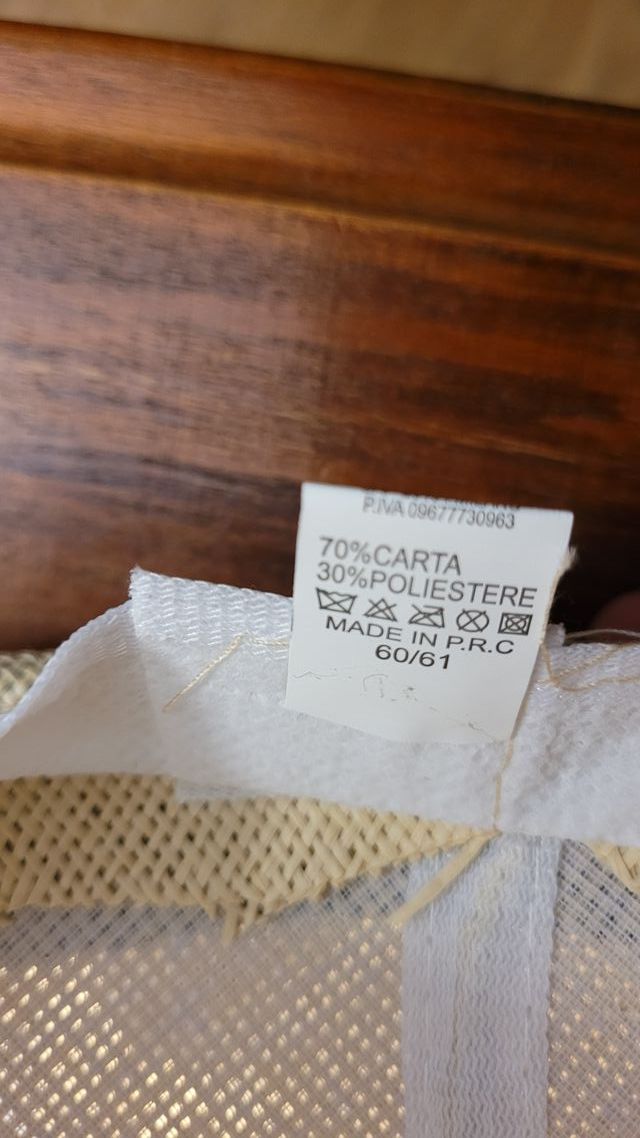 P.IVA 09677730963
70%CARTA
30%POLIESTERE
MADE IN P.R.C
60/61